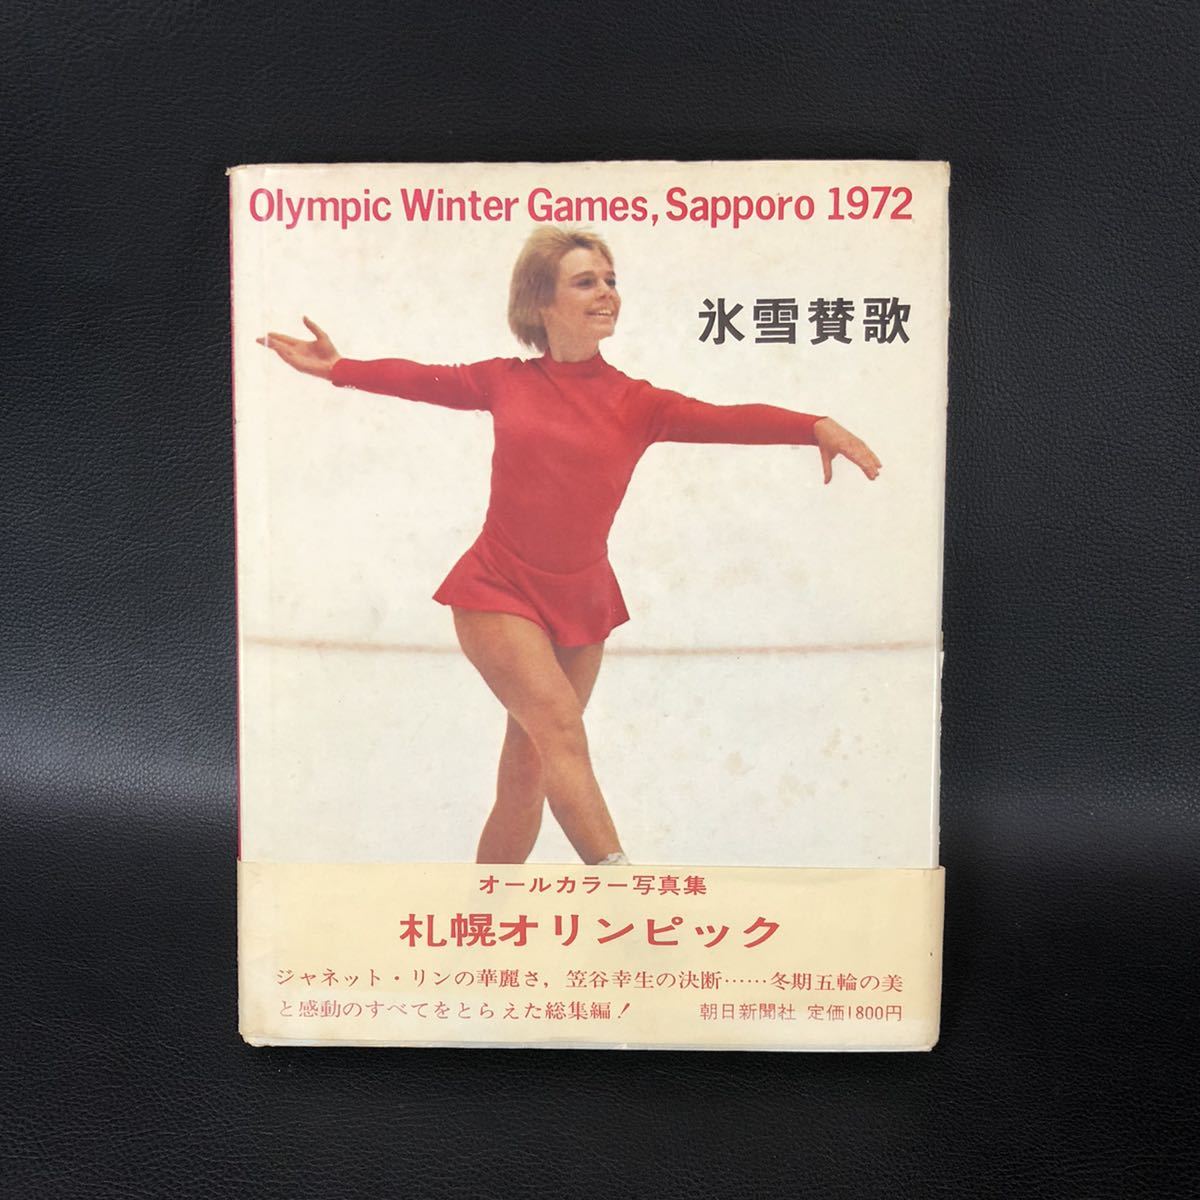 Olympic Winter Games, Sapporo 1972
氷雪賛歌
オールカラー写真集
札幌オリンピック
ジャネット・リンの華麗さ，笠谷幸生の決断……冬期五輪の美
と感動のすべてをとらえた総集編！ 朝日新聞社 定価1800円